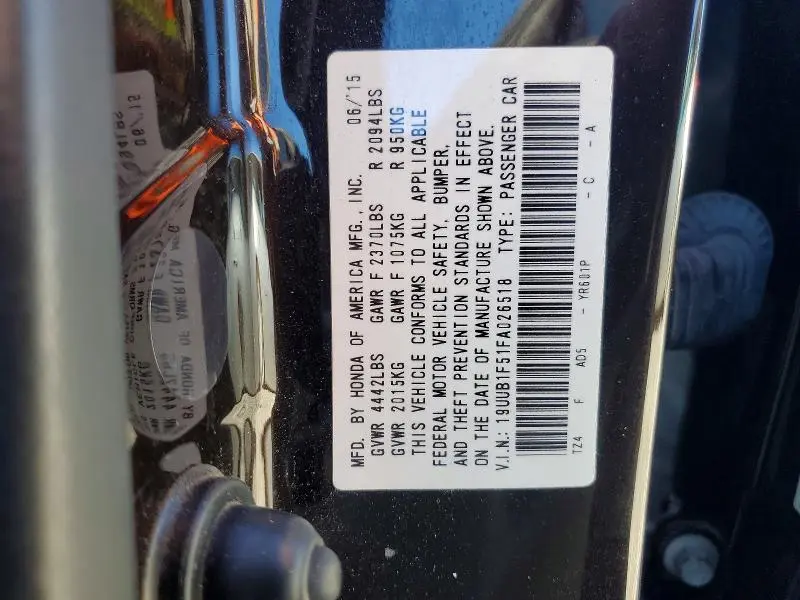 MFD. BY HONDA OF AMERICA MFG., INC. 06/'15
GVWR 4442LBS GAWR F 2370LBS R 2094LBS
GVWR 2015KG GAWR F 1075KG R 950KG
THIS VEHICLE CONFORMS TO ALL APPLICABLE
FEDERAL MOTOR VEHICLE SAFETY, BUMPER,
AND THEFT PREVENTION STANDARDS IN EFFECT
ON THE DATE OF MANUFACTURE SHOWN ABOVE.
V.I.N.: 19UUB1F51FA026518 TYPE: PASSENGER CAR
TZ4 F AD5 - YR601P - C - A